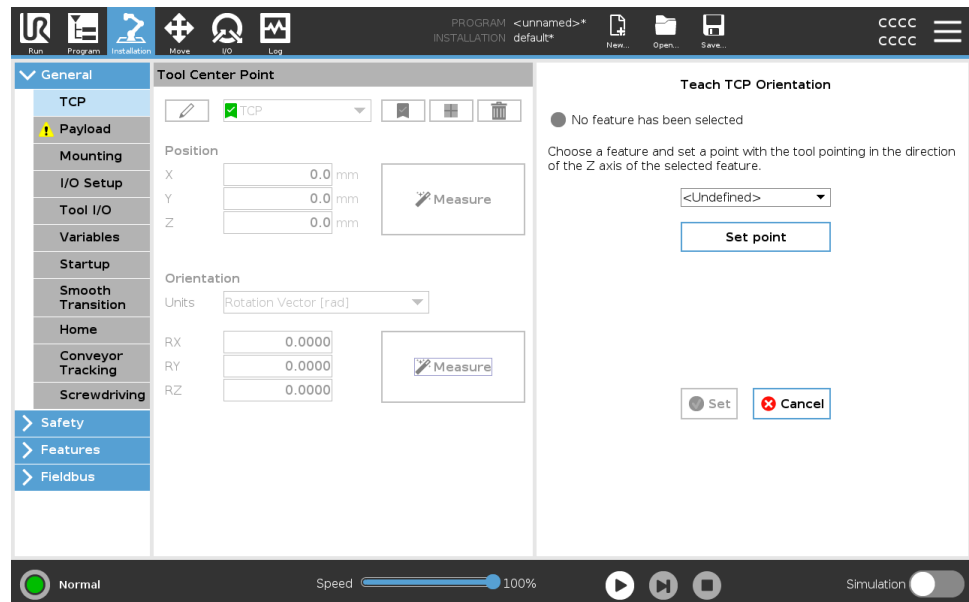 PROGRAM <unnamed>*
INSTALLATION default*
CCCC
CCCC
UR
Run
Program
Installation
Move
I/O
Log
New...
Open...
Save...
General
TCP
Payload
Mounting
I/O Setup
Tool I/O
Variables
Startup
Smooth
Transition
Home
Conveyor
Tracking
Screwdriving
Safety
Features
Fieldbus
Tool Center Point
TCP
Position
X 0.0 mm
Y 0.0 mm
Z 0.0 mm
Measure
Orientation
Units Rotation Vector [rad]
RX 0.0000
RY 0.0000
RZ 0.0000
Measure
Teach TCP Orientation
No feature has been selected
Choose a feature and set a point with the tool pointing in the direction
of the Z axis of the selected feature.
<Undefined>
Set point
Set
Cancel
Normal
Speed 100%
Simulation